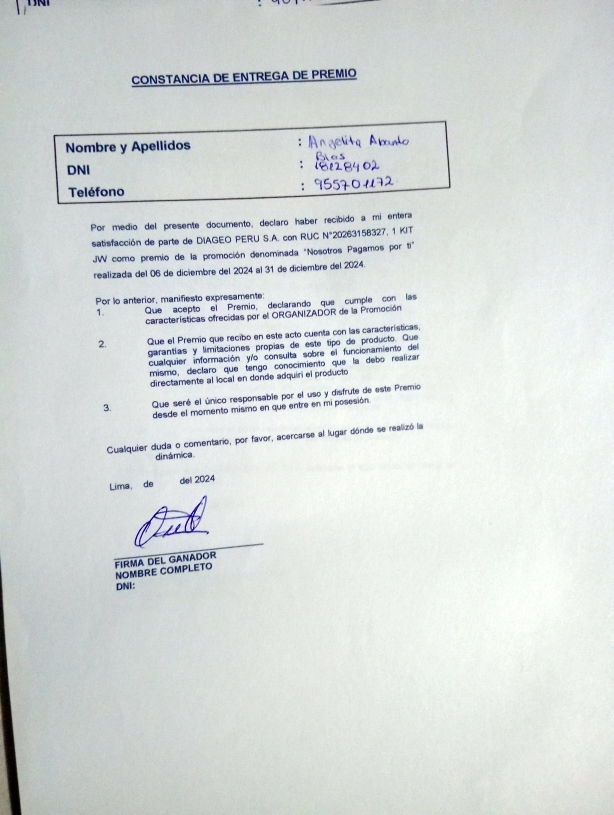 DNI
CONSTANCIA DE ENTREGA DE PREMIO
Nombre y Apellidos : Angelita Abanto
Blas
DNI : 18128402
Teléfono : 955701172
Por medio del presente documento, declaro haber recibido a mi entera
satisfacción de parte de DIAGEO PERU S.A. con RUC N°20263158327, 1 KIT
JW como premio de la promoción denominada "Nosotros Pagamos por ti"
realizada del 06 de diciembre del 2024 al 31 de diciembre del 2024.
Por lo anterior, manifiesto expresamente:
1. Que acepto el Premio, declarando que cumple con las
características ofrecidas por el ORGANIZADOR de la Promoción
2. Que el Premio que recibo en este acto cuenta con las características,
garantías y limitaciones propias de este tipo de producto. Que
cualquier información y/o consulta sobre el funcionamiento del
mismo, declaro que tengo conocimiento que la debo realizar
directamente al local en donde adquirí el producto
3. Que seré el único responsable por el uso y disfrute de este Premio
desde el momento mismo en que entre en mi posesión.
Cualquier duda o comentario, por favor, acercarse al lugar dónde se realizó la
dinámica.
Lima, de del 2024
FIRMA DEL GANADOR
NOMBRE COMPLETO
DNI: